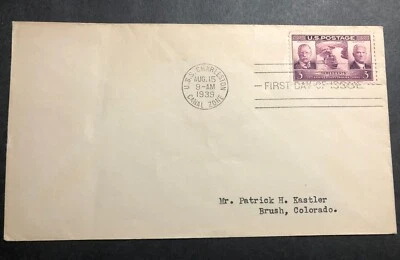 U.S. POSTAGE
3 3
U.S.S. CHARLESTON
AUG 15
9-AM
1939
CANAL ZONE
FIRST DAY OF ISSUE
Mr. Patrick H. Kastler
Brush, Colorado.